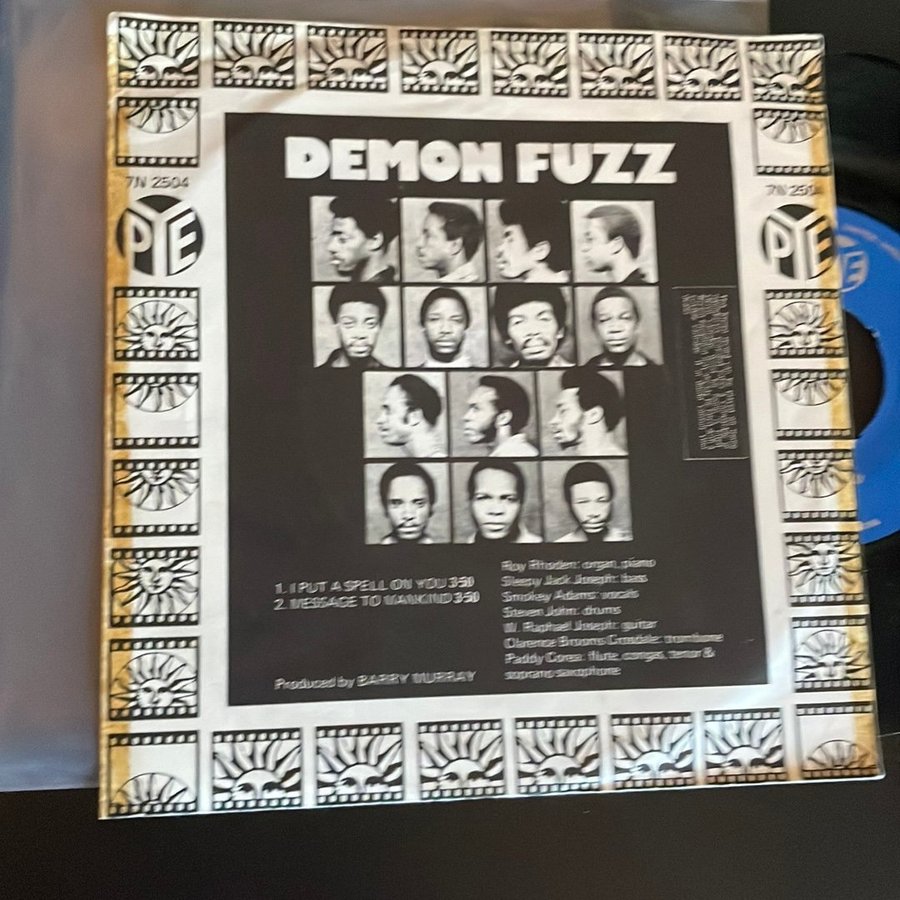 DEMON FUZZ
7N 2504
7N 250
PYE
PYE
YE
1. I PUT A SPELL ON YOU 3:50
2. MESSAGE TO MANKIND 3:50
Produced by BARRY MURRAY
Roy Rhoden: organ, piano
Sleepy Jack Joseph: bass
Smokey Adams: vocals
Steven John: drums
W. Raphael Joseph: guitar
Clarence Brooms Crosdale: trombone
Paddy Corea: flute, congas, tenor &
soprano saxophone